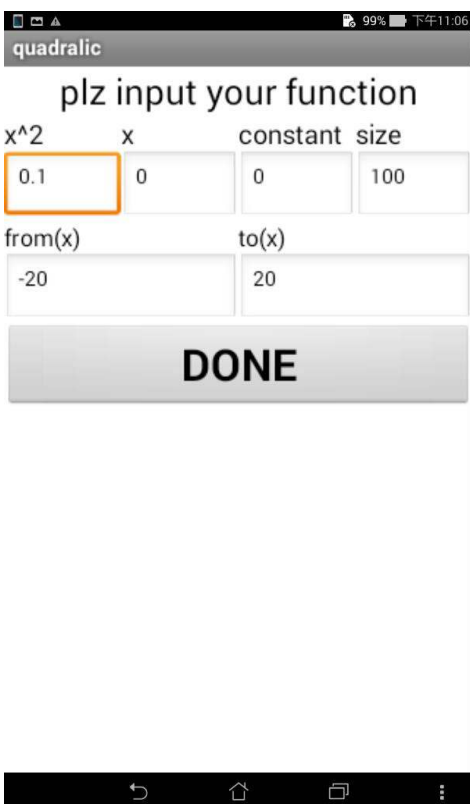 99% 下午11:06
quadralic
plz input your function
x^2 x constant size
0.1 0 0 100
from(x) to(x)
-20 20
DONE